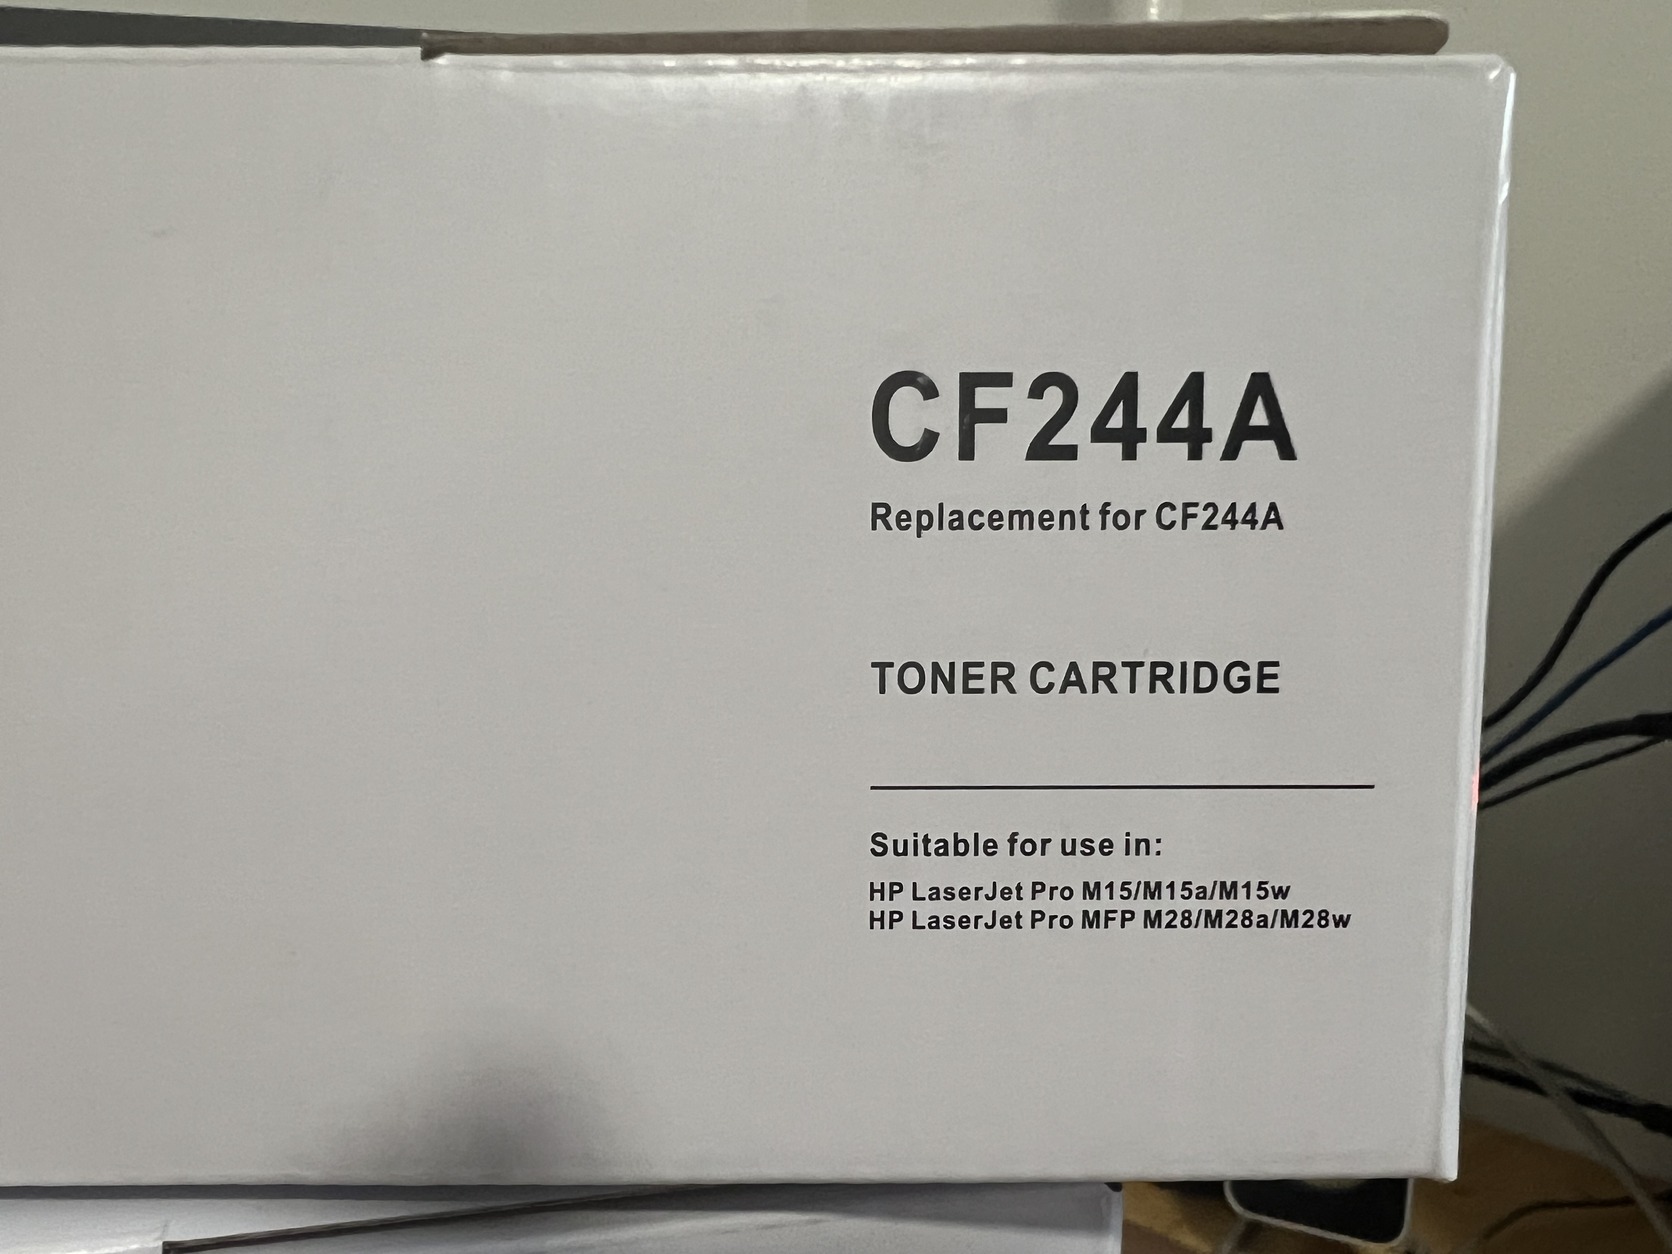 CF244A
Replacement for CF244A
TONER CARTRIDGE
Suitable for use in:
HP LaserJet Pro M15/M15a/M15w
HP LaserJet Pro MFP M28/M28a/M28w